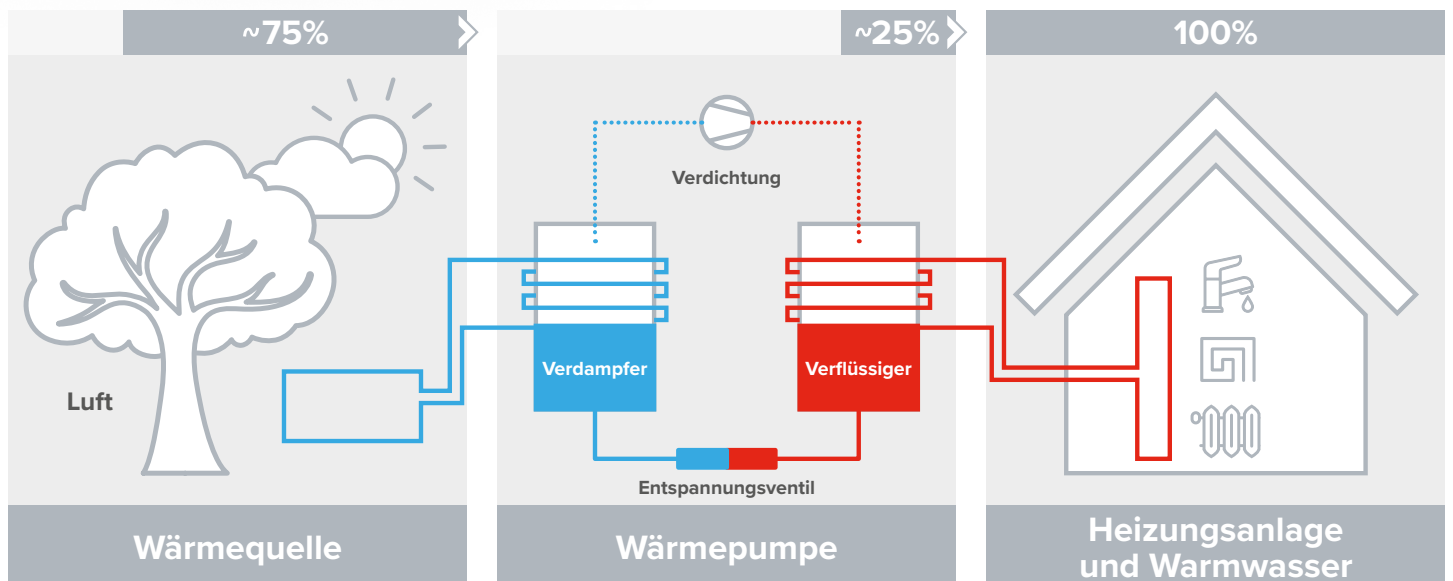 ~75%
~25%
100%
Verdichtung
Verdampfer
Verflüssiger
Luft
Entspannungsventil
Wärmequelle
Wärmepumpe
Heizungsanlage
und Warmwasser